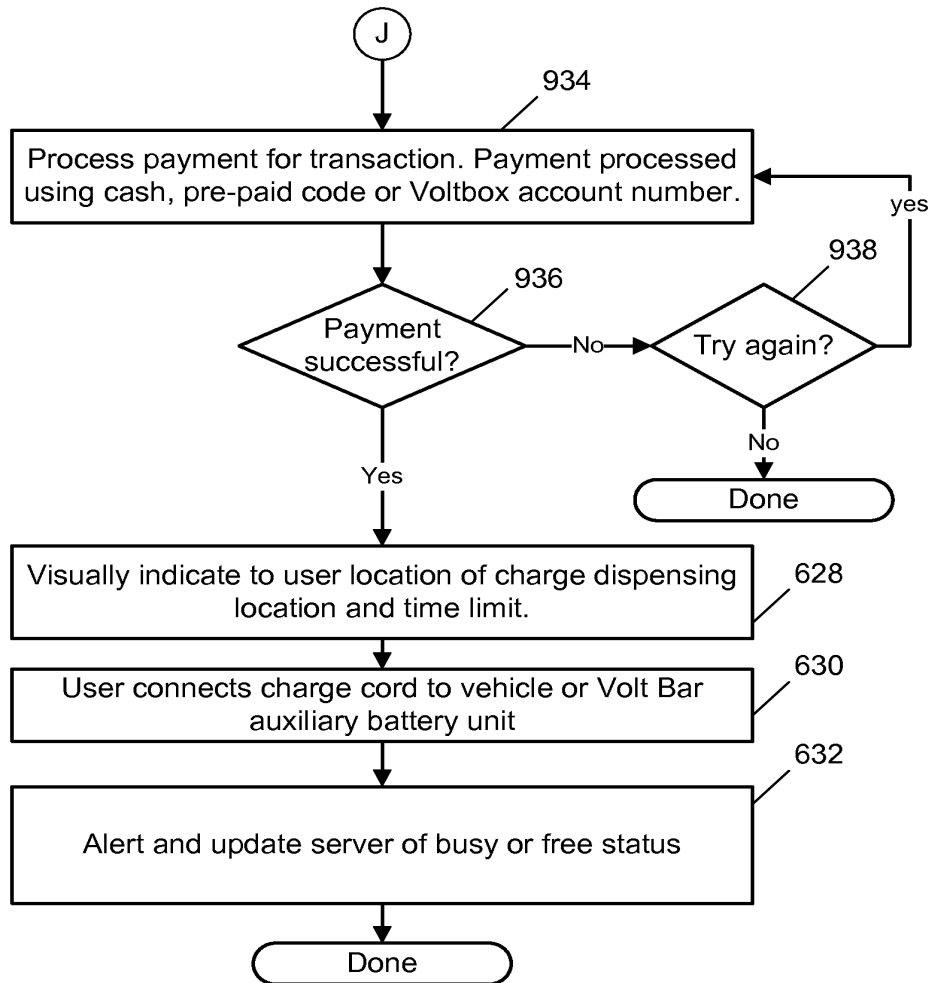 J
934
Process payment for transaction. Payment processed
using cash, pre-paid code or Voltbox account number.
yes
936
938
Payment
successful?
No
Try again?
No
Yes
Done
Visually indicate to user location of charge dispensing
location and time limit.
628
User connects charge cord to vehicle or Volt Bar
auxiliary battery unit
630
632
Alert and update server of busy or free status
Done